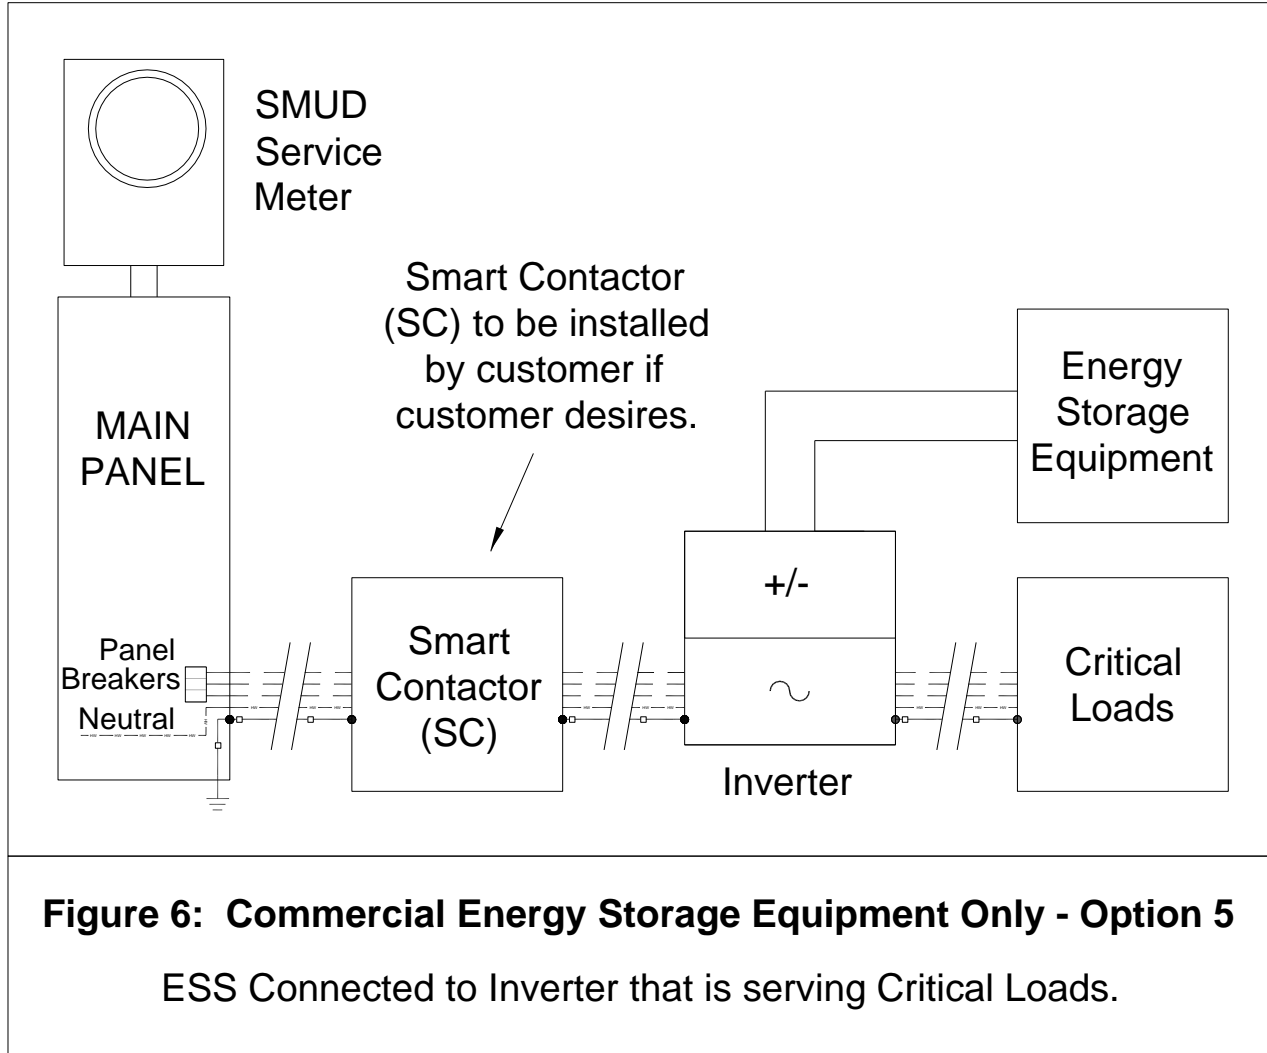 SMUD
Service
Meter
Smart Contactor
(SC) to be installed
by customer if
customer desires.
Energy
Storage
Equipment
MAIN
PANEL
+/-
Panel
Breakers
Neutral
Smart
Contactor
(SC)
Critical
Loads
Inverter
Figure 6:  Commercial Energy Storage Equipment Only - Option 5
ESS Connected to Inverter that is serving Critical Loads.